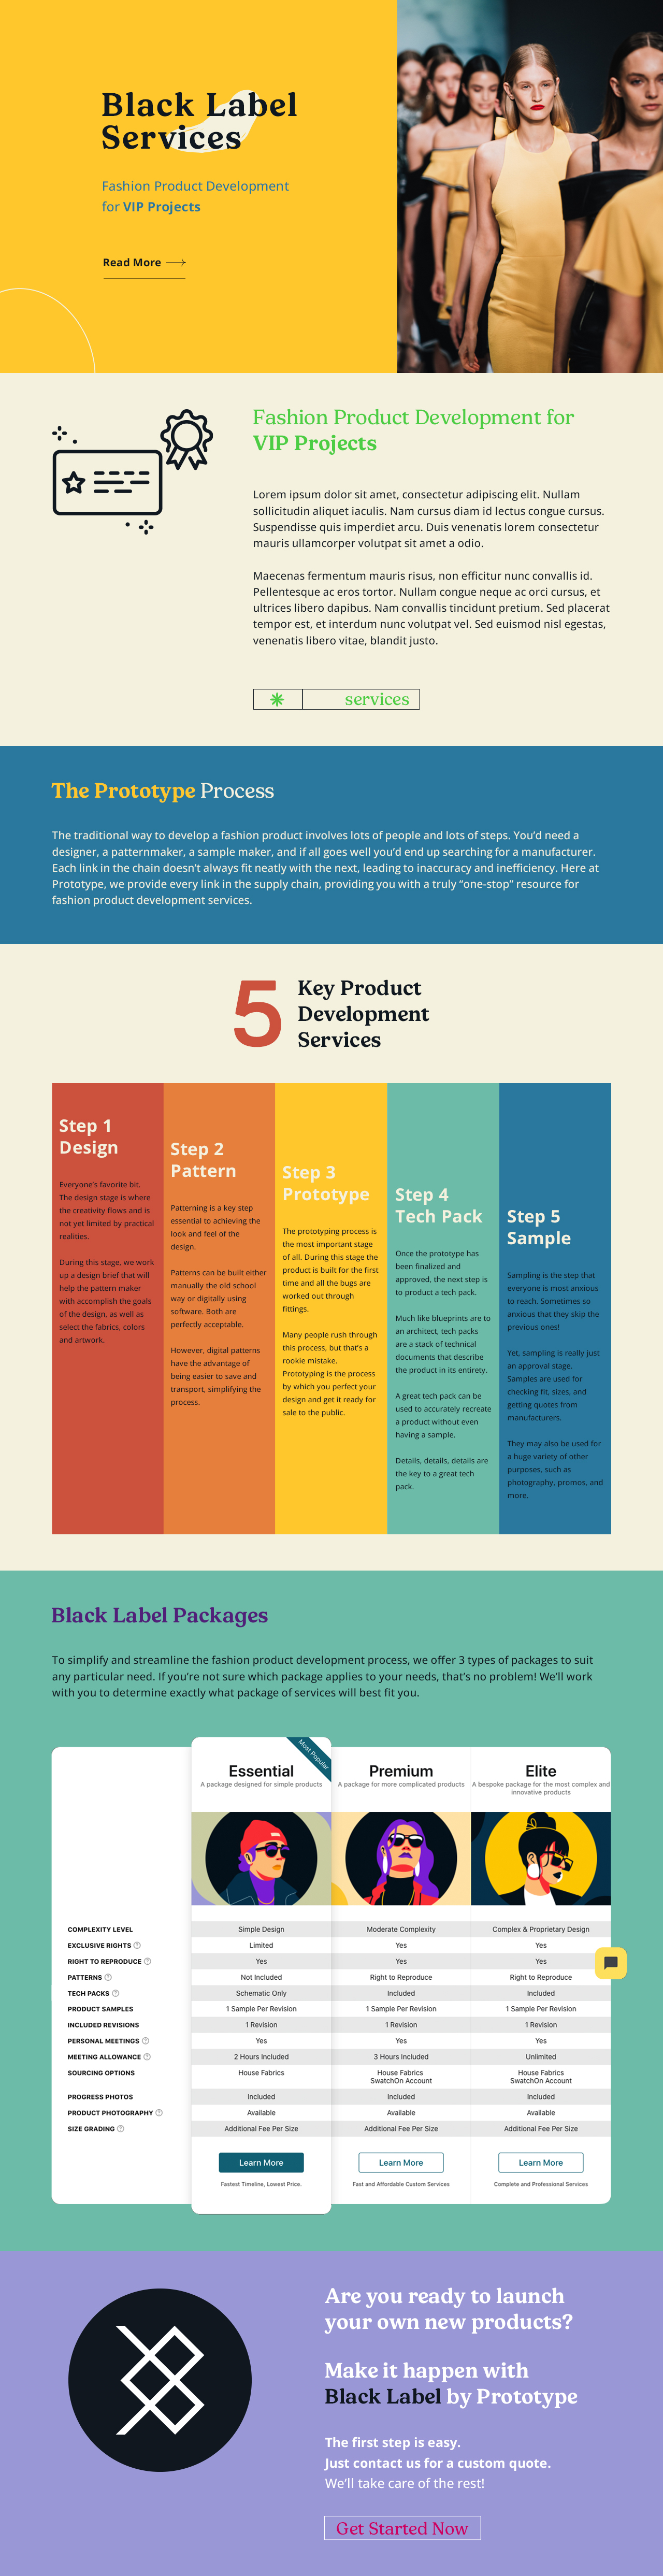 Black Label
Services
Fashion Product Development
for VIP Projects
Read More
Fashion Product Development for
VIP Projects
Lorem ipsum dolor sit amet, consectetur adipiscing elit. Nullam
sollicitudin aliquet iaculis. Nam cursus diam id lectus congue cursus.
Suspendisse quis imperdiet arcu. Duis venenatis lorem consectetur
mauris ullamcorper volutpat sit amet a odio.
Maecenas fermentum mauris risus, non efficitur nunc convallis id.
Pellentesque ac eros tortor. Nullam congue neque ac orci cursus, et
ultrices libero dapibus. Nam convallis tincidunt pretium. Sed placerat
tempor est, et interdum nunc volutpat vel. Sed euismod nisl egestas,
venenatis libero vitae, blandit justo.
services
The Prototype Process
The traditional way to develop a fashion product involves lots of people and lots of steps. You’d need a
designer, a patternmaker, a sample maker, and if all goes well you’d end up searching for a manufacturer.
Each link in the chain doesn’t always fit neatly with the next, leading to inaccuracy and inefficiency. Here at
Prototype, we provide every link in the supply chain, providing you with a truly “one-stop” resource for
fashion product development services.
5
Key Product
Development
Services
Step 1
Design
Everyone's favorite bit.
The design stage is where
the creativity flows and is
not yet limited by practical
realities.
During this stage, we work
up a design brief that will
help the pattern maker
with accomplish the goals
of the design, as well as
select the fabrics, colors
and artwork.
Step 2
Pattern
Patterning is a key step
essential to achieving the
look and feel of the
design.
Patterns can be built either
manually the old school
way or digitally using
software. Both are
perfectly acceptable.
However, digital patterns
have the advantage of
being easier to save and
transport, simplifying the
process.
Step 3
Prototype
The prototyping process is
the most important stage
of all. During this stage the
product is built for the first
time and all the bugs are
worked out through
fittings.
Many people rush through
this process, but that's a
rookie mistake.
Prototyping is the process
by which you perfect your
design and get it ready for
sale to the public.
Step 4
Tech Pack
Once the prototype has
been finalized and
approved, the next step is
to product a tech pack.
Much like blueprints are to
an architect, tech packs
are a stack of technical
documents that describe
the product in its entirety.
A great tech pack can be
used to accurately recreate
a product without even
having a sample.
Details, details, details are
the key to a great tech
pack.
Step 5
Sample
Sampling is the step that
everyone is most anxious
to reach. Sometimes so
anxious that they skip the
previous ones!
Yet, sampling is really just
an approval stage.
Samples are used for
checking fit, sizes, and
getting quotes from
manufacturers.
They may also be used for
a huge variety of other
purposes, such as
photography, promos, and
more.
Black Label Packages
To simplify and streamline the fashion product development process, we offer 3 types of packages to suit
any particular need. If you’re not sure which package applies to your needs, that’s no problem! We’ll work
with you to determine exactly what package of services will best fit you.
Most Popular
Essential Premium Elite
A package designed for simple products A package for more complicated products A bespoke package for the most complex and
innovative products
COMPLEXITY LEVEL Simple Design Moderate Complexity Complex & Proprietary Design
EXCLUSIVE RIGHTS ? Limited Yes Yes
RIGHT TO REPRODUCE ? Yes Yes Yes
PATTERNS ? Not Included Right to Reproduce Right to Reproduce
TECH PACKS ? Schematic Only Included Included
PRODUCT SAMPLES 1 Sample Per Revision 1 Sample Per Revision 1 Sample Per Revision
INCLUDED REVISIONS 1 Revision 1 Revision 1 Revision
PERSONAL MEETINGS ? Yes Yes Yes
MEETING ALLOWANCE ? 2 Hours Included 3 Hours Included Unlimited
SOURCING OPTIONS House Fabrics House Fabrics House Fabrics
SwatchOn Account SwatchOn Account
PROGRESS PHOTOS Included Included Included
PRODUCT PHOTOGRAPHY ? Available Available Available
SIZE GRADING ? Additional Fee Per Size Additional Fee Per Size Additional Fee Per Size
Learn More Learn More Learn More
Fastest Timeline, Lowest Price. Fast and Affordable Custom Services Complete and Professional Services
Are you ready to launch
your own new products?
Make it happen with
Black Label by Prototype
The first step is easy.
Just contact us for a custom quote.
We’ll take care of the rest!
Get Started Now